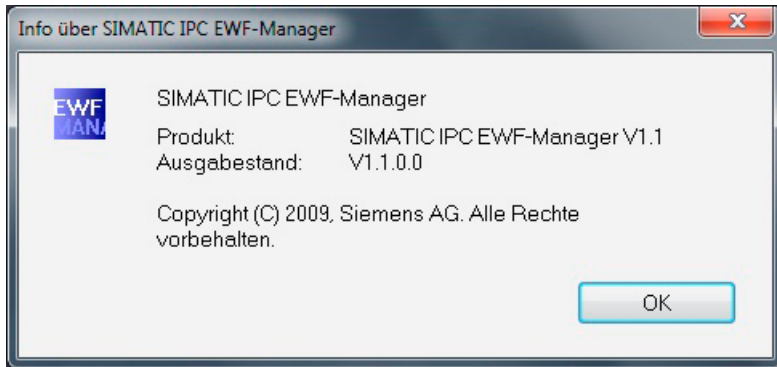 Info über SIMATIC IPC EWF-Manager
EWF
MANA
SIMATIC IPC EWF-Manager
Produkt: SIMATIC IPC EWF-Manager V1.1
Ausgabestand: V1.1.0.0
Copyright (C) 2009, Siemens AG. Alle Rechte
vorbehalten.
OK